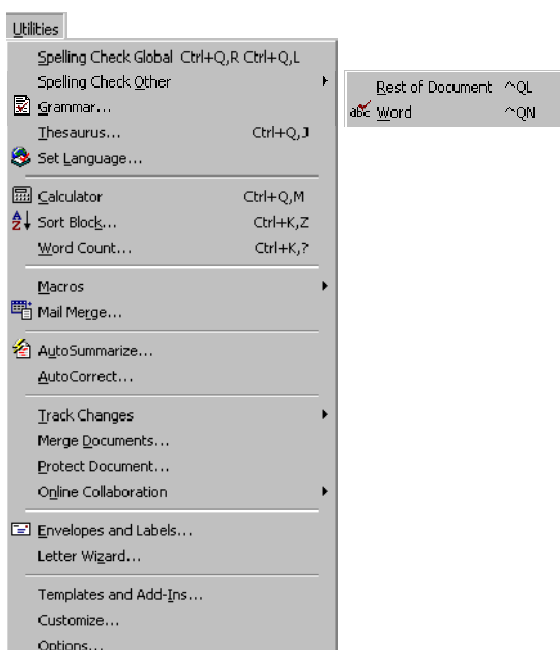 Utilities
Spelling Check Global Ctrl+Q,R Ctrl+Q,L
Spelling Check Other
Rest of Document ^QL
Grammar...
abc Word ^QN
Thesaurus... Ctrl+Q,J
Set Language...
Calculator Ctrl+Q,M
Sort Block... Ctrl+K,Z
Word Count... Ctrl+K,?
Macros
Mail Merge...
AutoSummarize...
AutoCorrect...
Track Changes
Merge Documents...
Protect Document...
Online Collaboration
Envelopes and Labels...
Letter Wizard...
Templates and Add-Ins...
Customize...
Options...